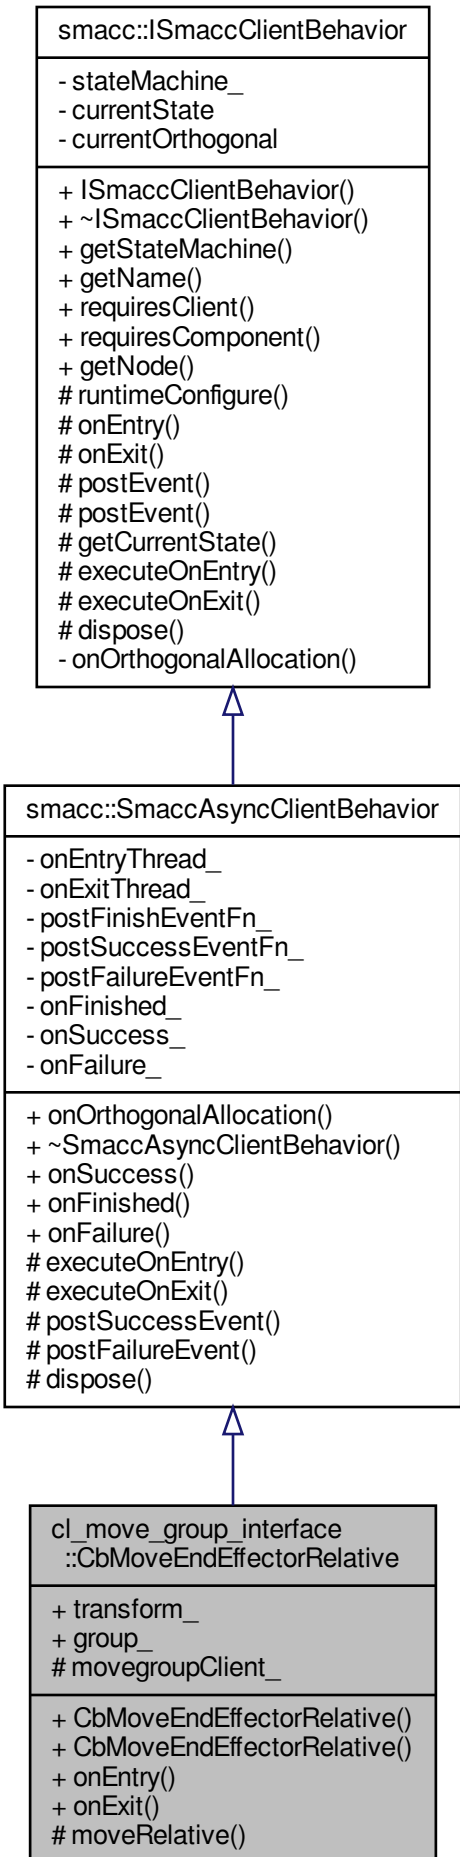 smacc::ISmaccClientBehavior
- stateMachine_
- currentState
- currentOrthogonal
+ ISmaccClientBehavior()
+ ~ISmaccClientBehavior()
+ getStateMachine()
+ getName()
+ requiresClient()
+ requiresComponent()
+ getNode()
# runtimeConfigure()
# onEntry()
# onExit()
# postEvent()
# postEvent()
# getCurrentState()
# executeOnEntry()
# executeOnExit()
# dispose()
- onOrthogonalAllocation()
smacc::SmaccAsyncClientBehavior
- onEntryThread_
- onExitThread_
- postFinishEventFn_
- postSuccessEventFn_
- postFailureEventFn_
- onFinished_
- onSuccess_
- onFailure_
+ onOrthogonalAllocation()
+ ~SmaccAsyncClientBehavior()
+ onSuccess()
+ onFinished()
+ onFailure()
# executeOnEntry()
# executeOnExit()
# postSuccessEvent()
# postFailureEvent()
# dispose()
cl_move_group_interface
::CbMoveEndEffectorRelative
+ transform_
+ group_
# movegroupClient_
+ CbMoveEndEffectorRelative()
+ CbMoveEndEffectorRelative()
+ onEntry()
+ onExit()
# moveRelative()